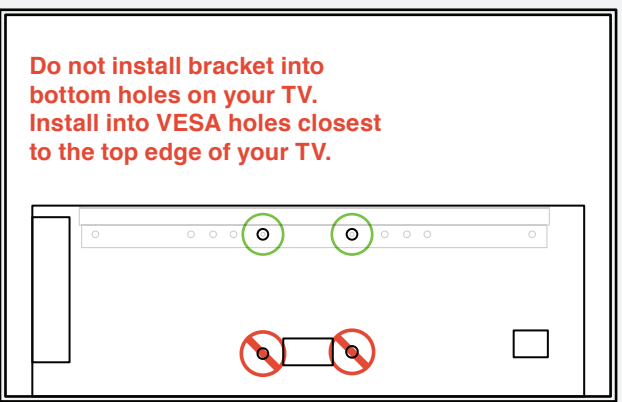 Do not install bracket into
bottom holes on your TV.
Install into VESA holes closest
to the top edge of your TV.